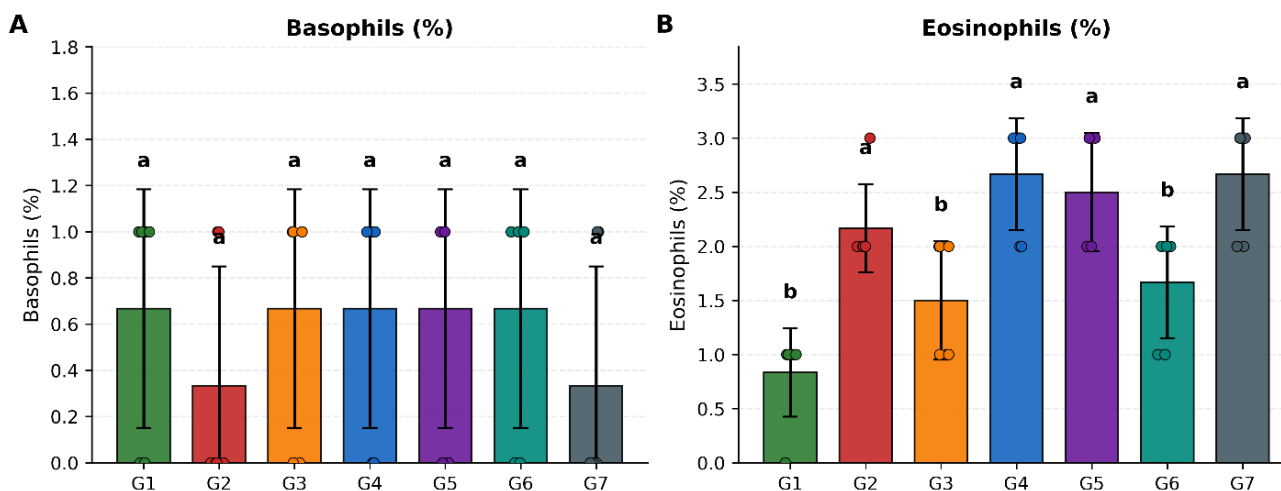 A
Basophils (%)
Basophils (%)
1.8
1.6
1.4
1.2
1.0
0.8
0.6
0.4
0.2
0.0
a
a
a
a
a
a
a
G1 G2 G3 G4 G5 G6 G7
B
Eosinophils (%)
Eosinophils (%)
3.5
3.0
2.5
2.0
1.5
1.0
0.5
0.0
b
a
b
a
a
b
a
G1 G2 G3 G4 G5 G6 G7